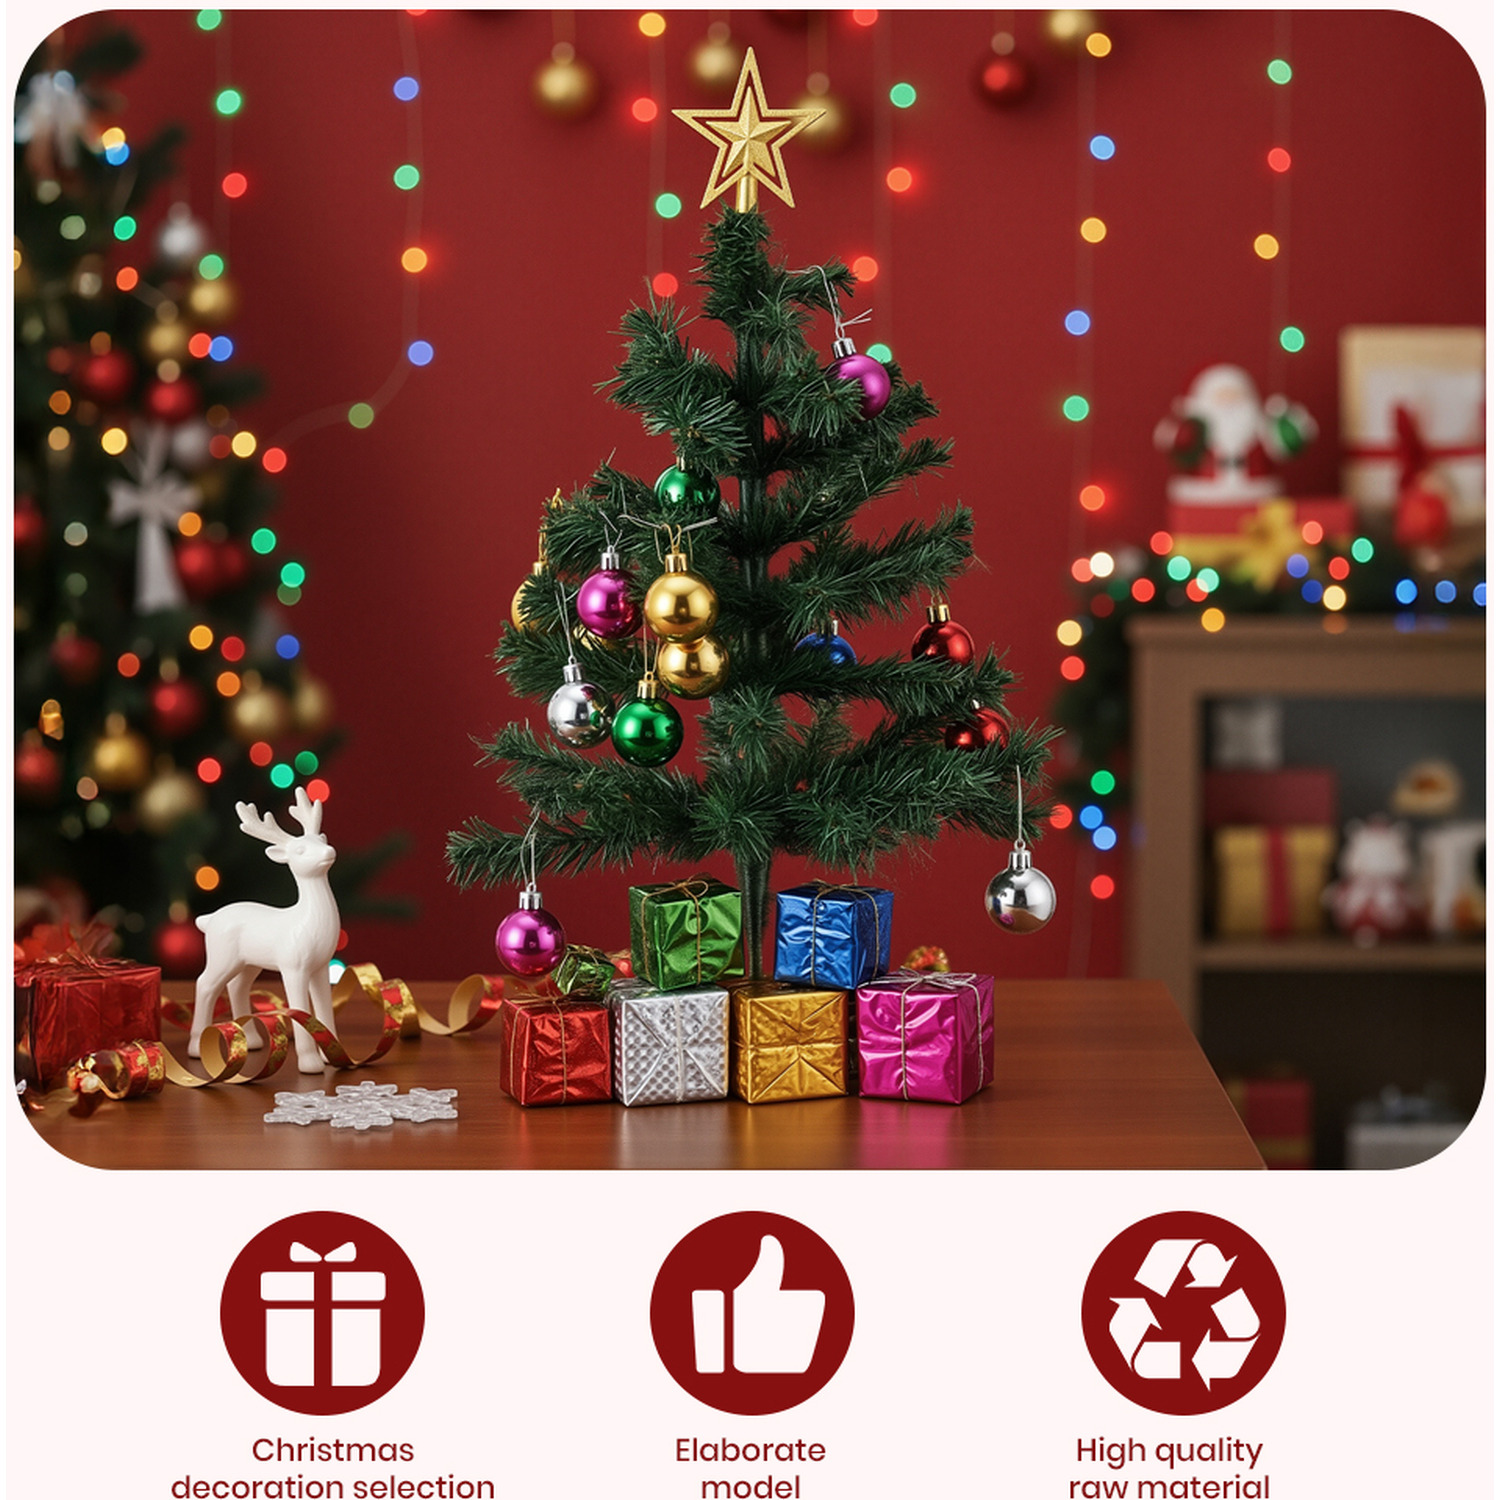 Christmas
decoration selection
Elaborate
model
High quality
raw material